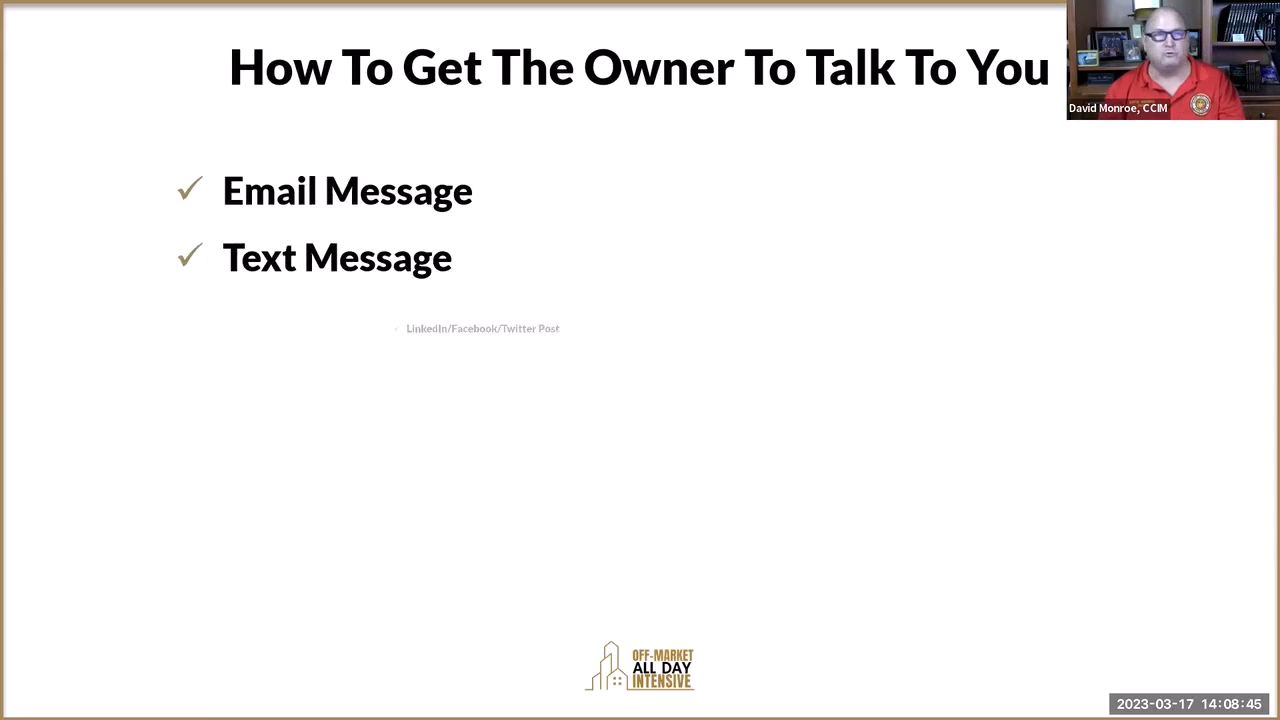 How To Get The Owner To Talk To You
David Monroe, CCIM
✓ Email Message
✓ Text Message
✓ LinkedIn/Facebook/Twitter Post
OFF-MARKET
ALL DAY
INTENSIVE
2023-03-17 14:08:45